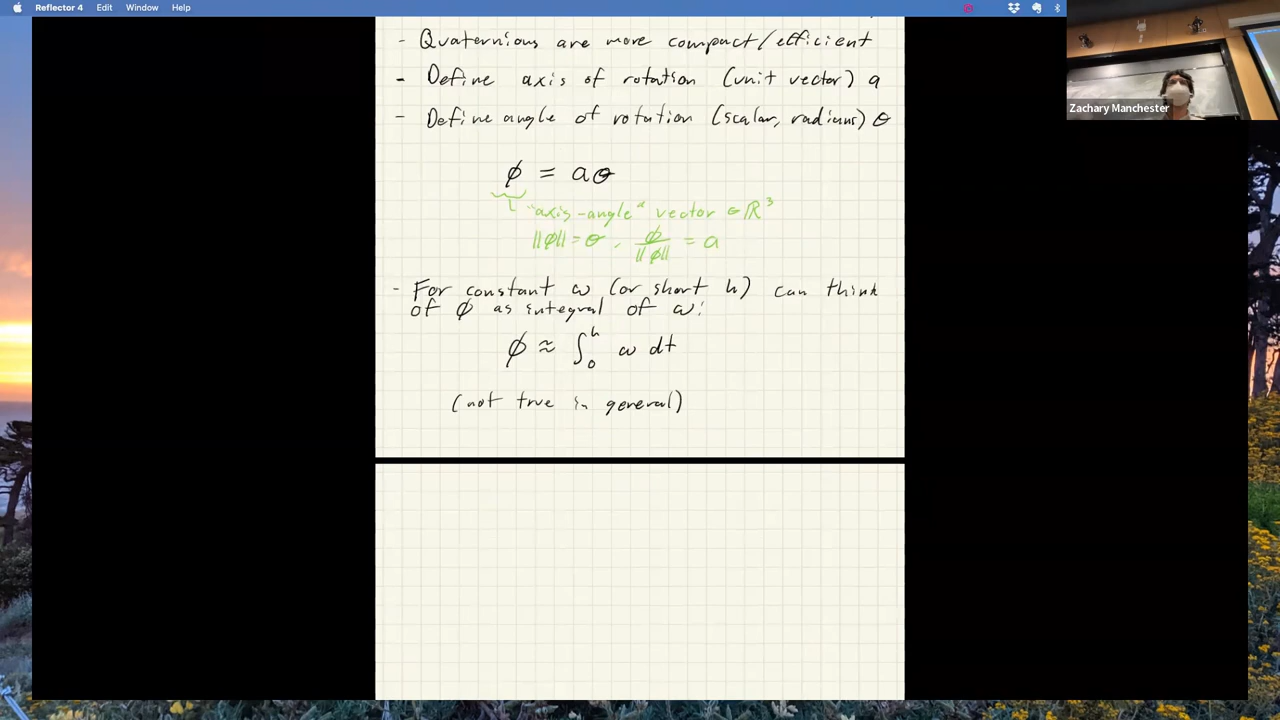 Reflector 4 Edit Window Help
- Quaternions are more compact/efficient
- Define axis of rotation (unit vector) a
- Define angle of rotation (scalar, radians) θ
ϕ = aθ
"axis-angle" vector ∈ ℝ³
||ϕ|| = θ , ϕ/||ϕ|| = a
- For constant ω (or short h) can think
of ϕ as integral of ω:
ϕ ≈ ∫₀ʰ ω dt
(not true in general)
Zachary Manchester